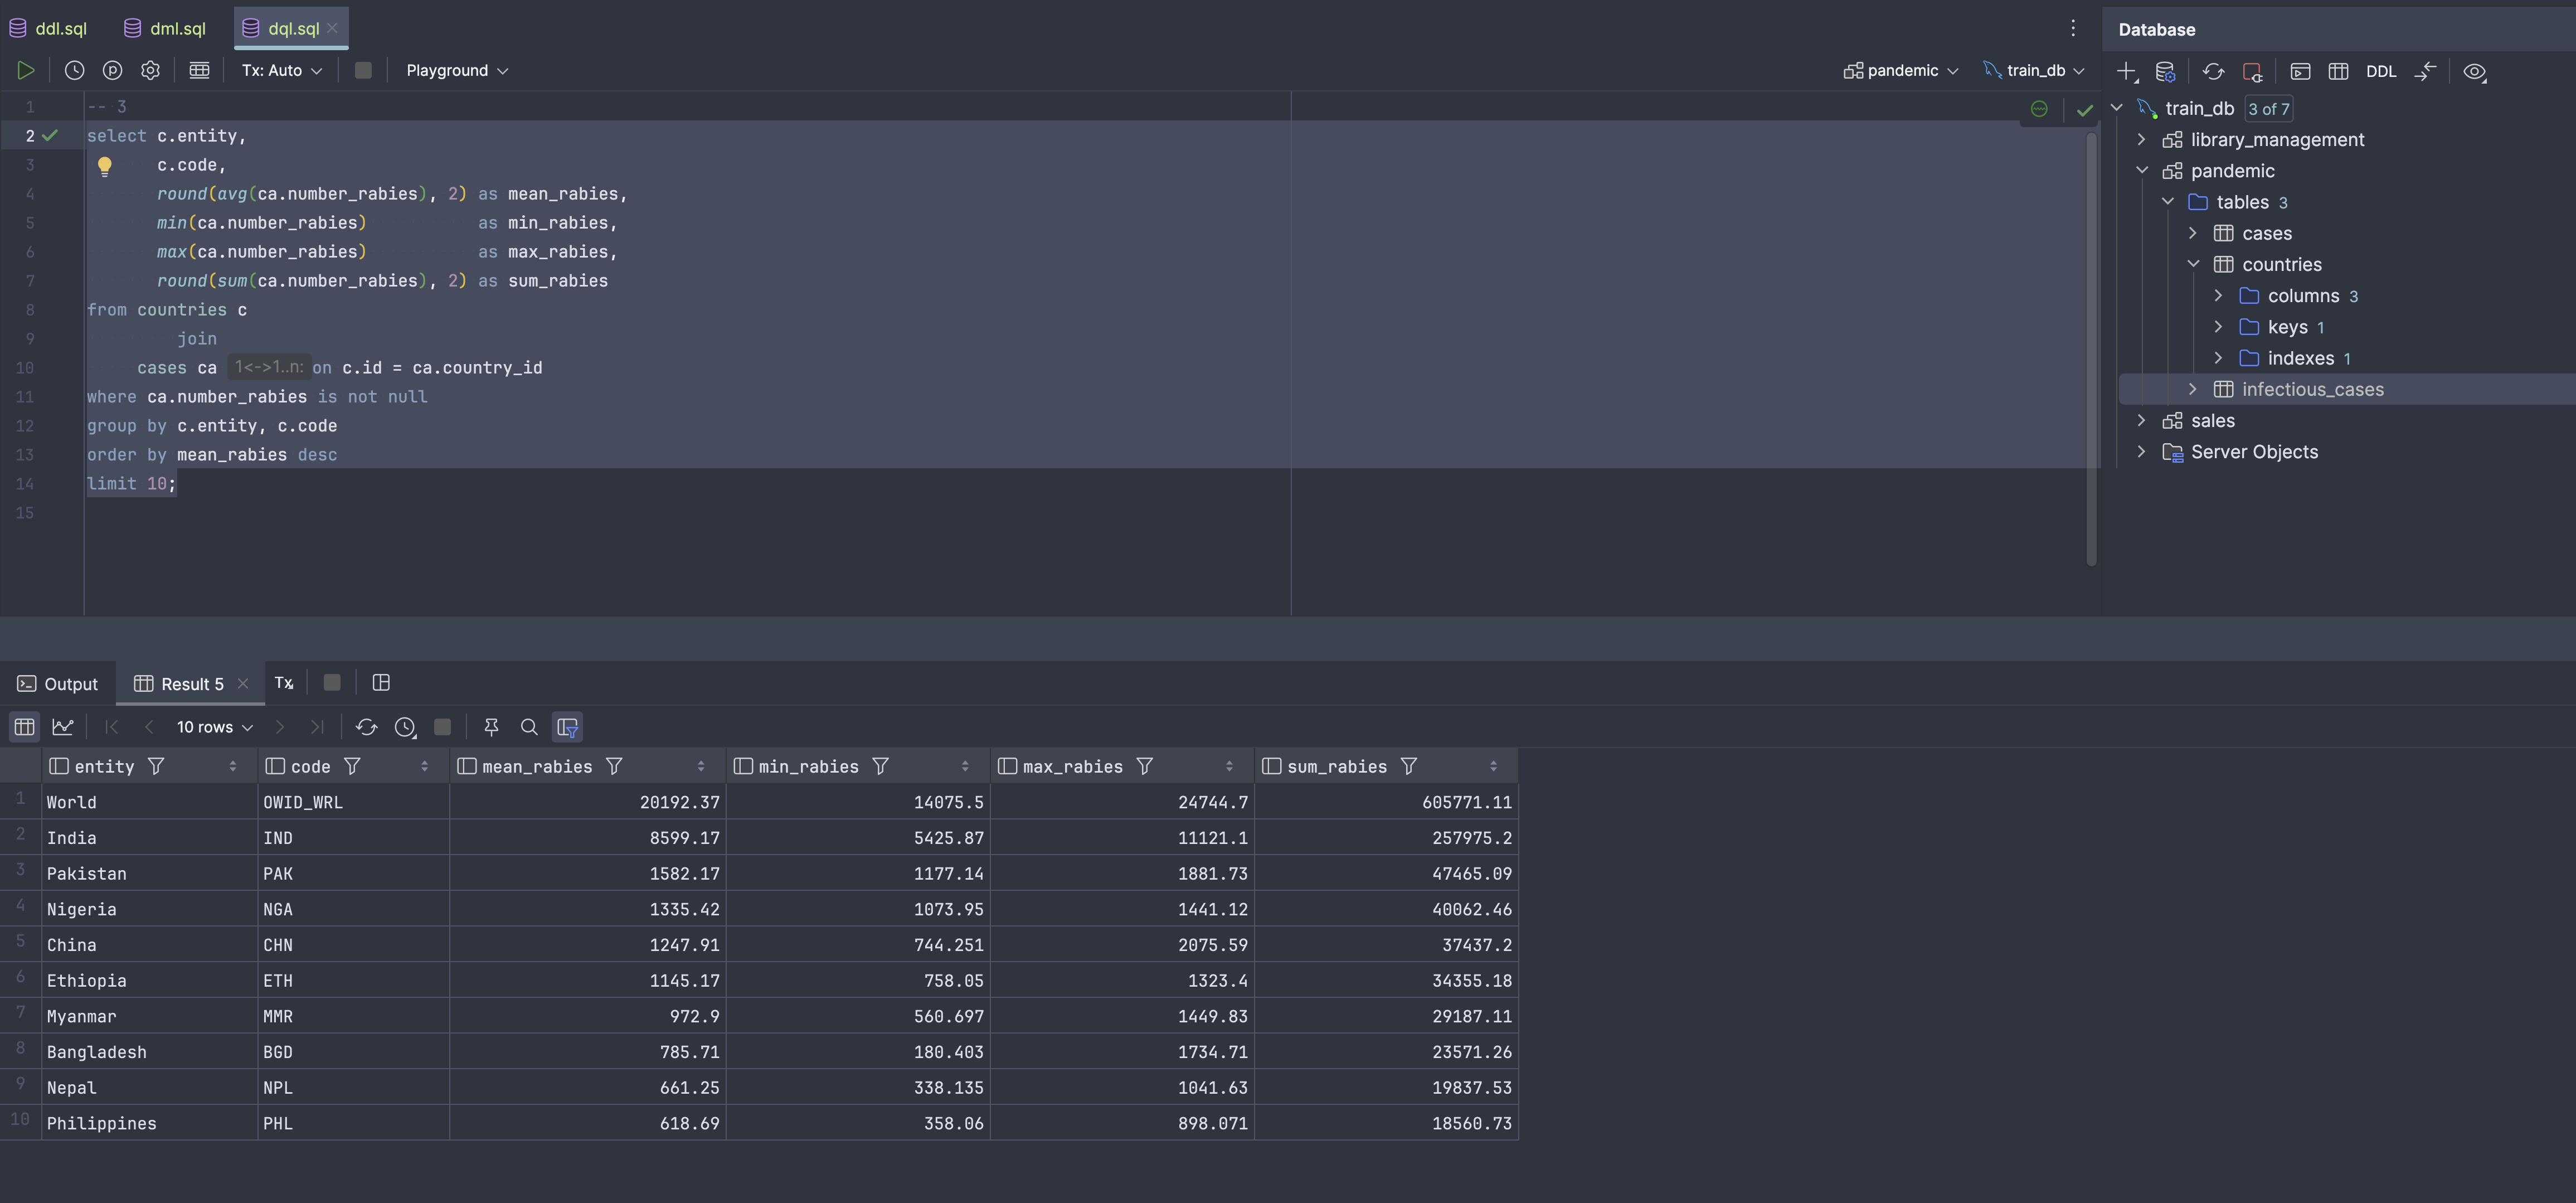 ddl.sql dml.sql dql.sql
Tx: Auto Playground pandemic train_db
1 -- 3
2 select c.entity,
3 c.code,
4 round(avg(ca.number_rabies), 2) as mean_rabies,
5 min(ca.number_rabies) as min_rabies,
6 max(ca.number_rabies) as max_rabies,
7 round(sum(ca.number_rabies), 2) as sum_rabies
8 from countries c
9 join
10 cases ca 1<->1..n: on c.id = ca.country_id
11 where ca.number_rabies is not null
12 group by c.entity, c.code
13 order by mean_rabies desc
14 limit 10;
15
Database
DDL
train_db 3 of 7
library_management
pandemic
tables 3
cases
countries
columns 3
keys 1
indexes 1
infectious_cases
sales
Server Objects
Output Result 5 Tx
10 rows
entity code mean_rabies min_rabies max_rabies sum_rabies
1 World OWID_WRL 20192.37 14075.5 24744.7 605771.11
2 India IND 8599.17 5425.87 11121.1 257975.2
3 Pakistan PAK 1582.17 1177.14 1881.73 47465.09
4 Nigeria NGA 1335.42 1073.95 1441.12 40062.46
5 China CHN 1247.91 744.251 2075.59 37437.2
6 Ethiopia ETH 1145.17 758.05 1323.4 34355.18
7 Myanmar MMR 972.9 560.697 1449.83 29187.11
8 Bangladesh BGD 785.71 180.403 1734.71 23571.26
9 Nepal NPL 661.25 338.135 1041.63 19837.53
10 Philippines PHL 618.69 358.06 898.071 18560.73